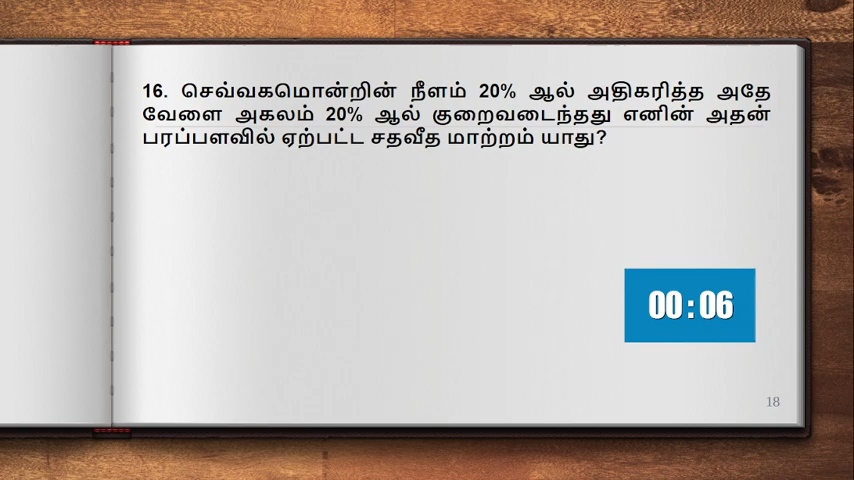 16. செவ்வகமொன்றின் நீளம் 20% ஆல் அதிகரித்த அதே
வேளை அகலம் 20% ஆல் குறைவடைந்தது எனின் அதன்
பரப்பளவில் ஏற்பட்ட சதவீத மாற்றம் யாது?
00:06
18